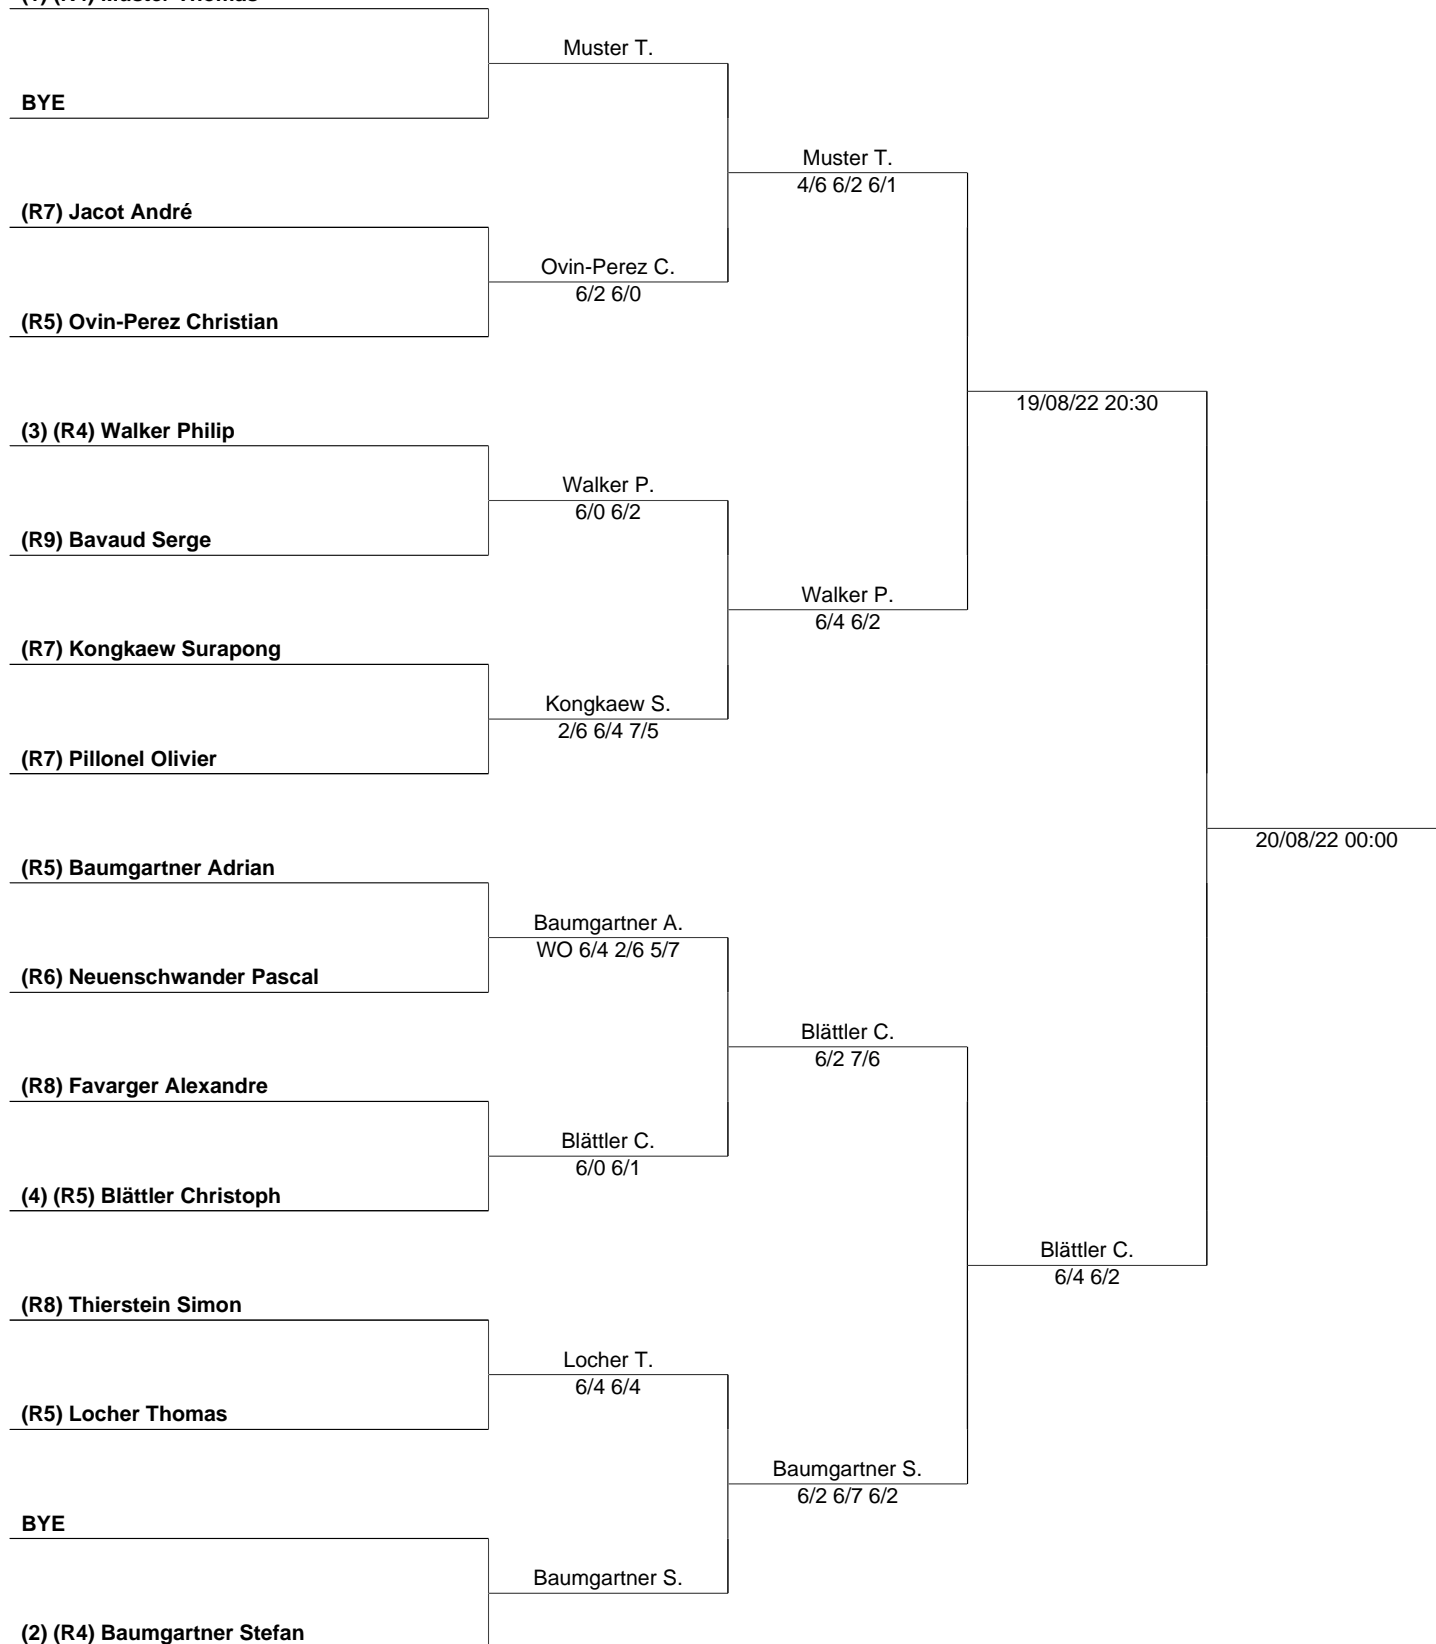 Muster T.
BYE
Muster T.
4/6 6/2 6/1
(R7) Jacot André
Ovin-Perez C.
6/2 6/0
(R5) Ovin-Perez Christian
19/08/22 20:30
(3) (R4) Walker Philip
Walker P.
6/0 6/2
(R9) Bavaud Serge
Walker P.
6/4 6/2
(R7) Kongkaew Surapong
Kongkaew S.
2/6 6/4 7/5
(R7) Pillonel Olivier
20/08/22 00:00
(R5) Baumgartner Adrian
Baumgartner A.
WO 6/4 2/6 5/7
(R6) Neuenschwander Pascal
Blättler C.
6/2 7/6
(R8) Favarger Alexandre
Blättler C.
6/0 6/1
(4) (R5) Blättler Christoph
Blättler C.
6/4 6/2
(R8) Thierstein Simon
Locher T.
6/4 6/4
(R5) Locher Thomas
Baumgartner S.
6/2 6/7 6/2
BYE
Baumgartner S.
(2) (R4) Baumgartner Stefan